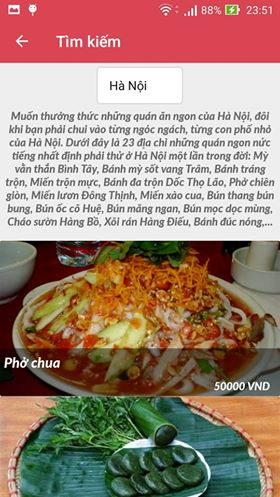 88% 23:51
Tìm kiếm
Hà Nội
Muốn thưởng thức những quán ăn ngon của Hà Nội, đôi
khi bạn phải chui vào từng ngóc ngách, từng con phố nhỏ
của Hà Nội. Dưới đây là 23 địa chỉ những quán ngon nức
tiếng nhất định phải thử ở Hà Nội một lần trong đời: Mỳ
vằn thắn Bình Tây, Bánh mỳ sốt vang Trâm, Bánh tráng
trộn, Miến trộn mực, Bánh đa trộn Dốc Thọ Lão, Phở chiên
giòn, Miến lươn Đông Thịnh, Miến xào cua, Bún thang bún
bung, Bún ốc cô Huệ, Bún măng ngan, Bún mọc dọc mùng,
Cháo sườn Hàng Bồ, Xôi rán Hàng Điếu, Bánh đúc nóng,...
Phở chua
50000 VND